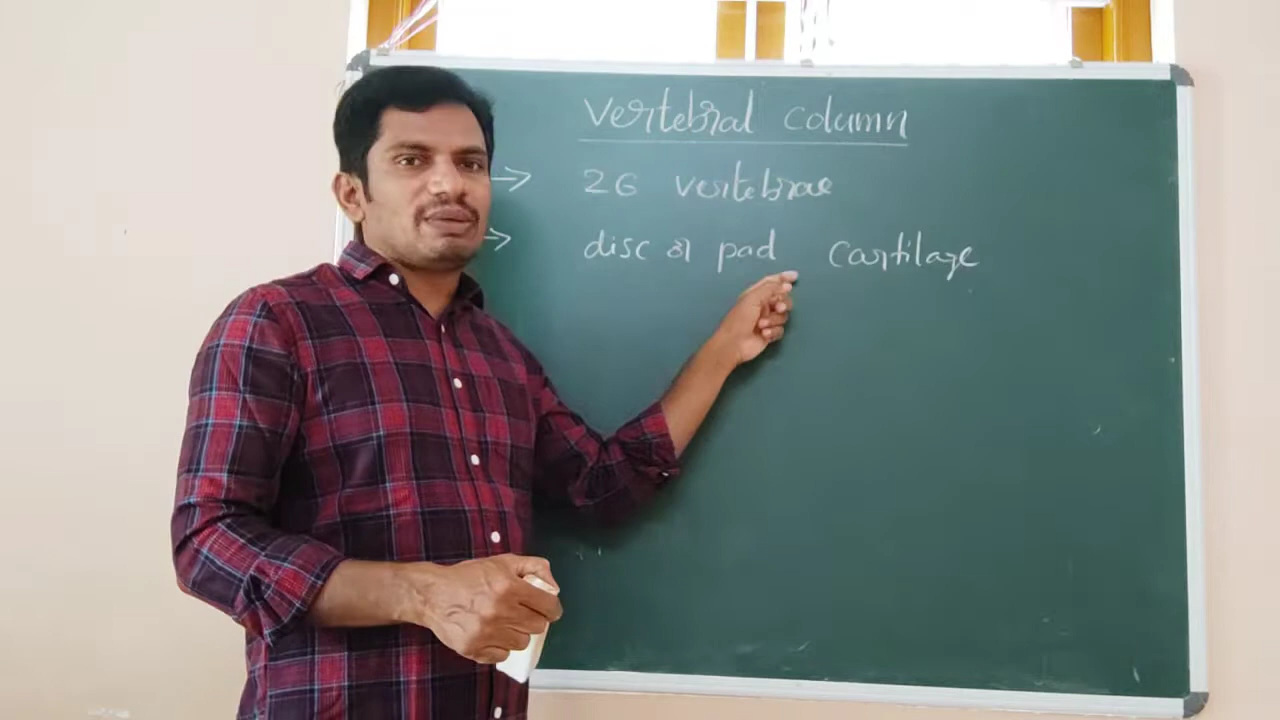 Vertebral column
→ 26 vertebrae
→ disc or pad cartilage